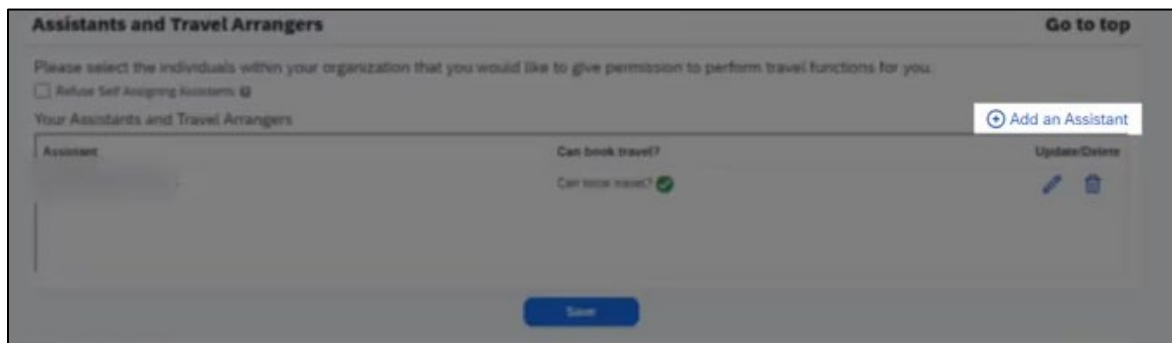 Assistants and Travel Arrangers Go to top
Please select the individuals within your organization that you would like to give permission to perform travel functions for you.
Refuse Self Assigning Assistants
Your Assistants and Travel Arrangers Add an Assistant
Assistant Can book travel? Update/Delete
Can book travel?
Save